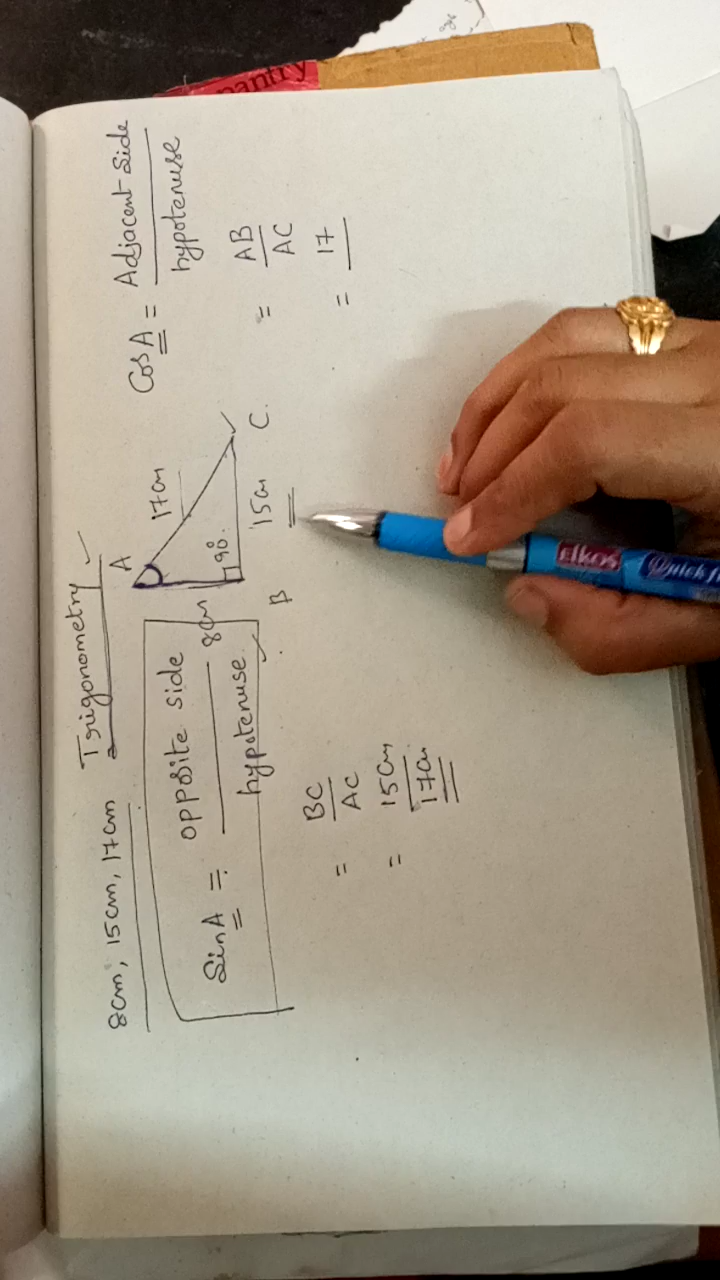 8cm, 15cm, 17cm
Trigonometry
Sin A = opposite side
hypotenuse
= BC
AC
= 15cm
17cm
A
17cm
8cm
90°
B
15cm
C.
Cos A = Adjacent side
hypotenuse
= AB
AC
= 17
elkos
pantry